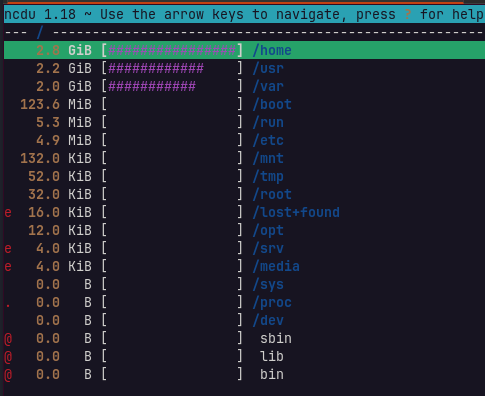 ncdu 1.18 ~ Use the arrow keys to navigate, press ? for help
--- / ------------------------------------------------------
GiB [################] /home
2.2 GiB [############    ] /usr
2.0 GiB [###########     ] /var
123.6 MiB [                ] /boot
5.3 MiB [                ] /run
4.9 MiB [                ] /etc
132.0 KiB [                ] /mnt
52.0 KiB [                ] /tmp
32.0 KiB [                ] /root
e 16.0 KiB [                ] /lost+found
12.0 KiB [                ] /opt
e 4.0 KiB [                ] /srv
e 4.0 KiB [                ] /media
0.0 B [                ] /sys
. 0.0 B [                ] /proc
0.0 B [                ] /dev
@ 0.0 B [                ] sbin
@ 0.0 B [                ] lib
@ 0.0 B [                ] bin